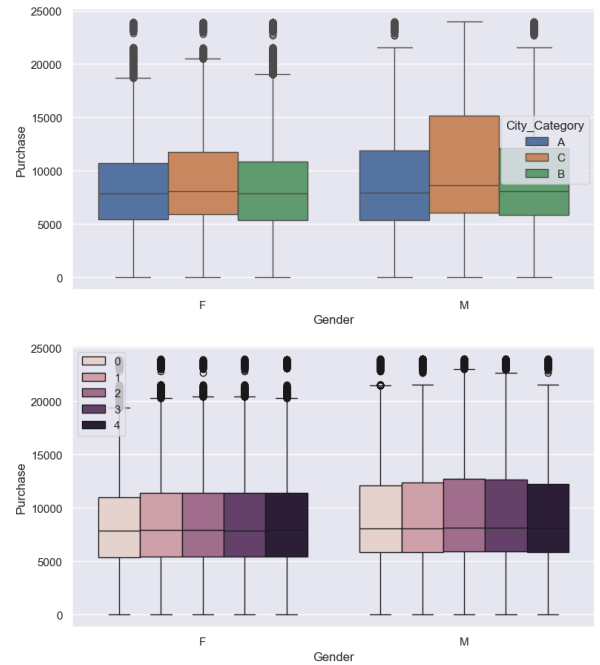 25000
20000
15000
10000
5000
0
Purchase
City_Category
A
C
B
F
M
Gender
25000
20000
15000
10000
5000
0
Purchase
0
1
2
3
4
F
M
Gender